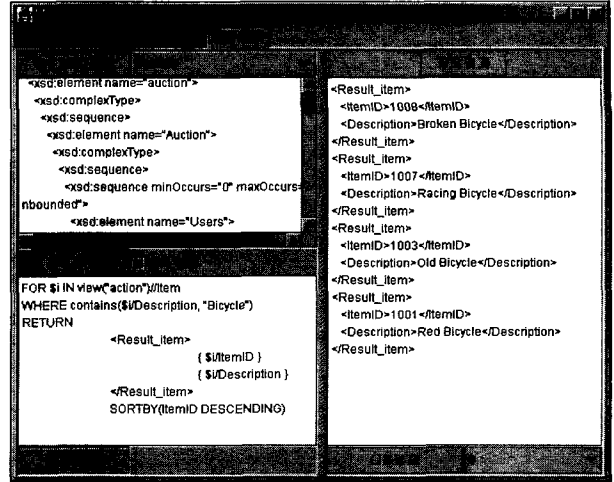 <xsd:element name="auction">
<xsd:complexType>
<xsd:sequence>
<xsd:element name="Auction">
<xsd:complexType>
<xsd:sequence>
<xsd:sequence minOccurs="0" maxOccurs=
nbounded">
<xsd:element name="Users">
FOR $i IN view("action")//Item
WHERE contains($i/Description, "Bicycle")
RETURN
<Result_item>
{ $i/ItemID }
{ $i/Description }
</Result_item>
SORTBY(ItemID DESCENDING)
<Result_item>
<ItemID>1008</ItemID>
<Description>Broken Bicycle</Description>
</Result_item>
<Result_item>
<ItemID>1007</ItemID>
<Description>Racing Bicycle</Description>
</Result_item>
<Result_item>
<ItemID>1003</ItemID>
<Description>Old Bicycle</Description>
</Result_item>
<Result_item>
<ItemID>1001</ItemID>
<Description>Red Bicycle</Description>
</Result_item>